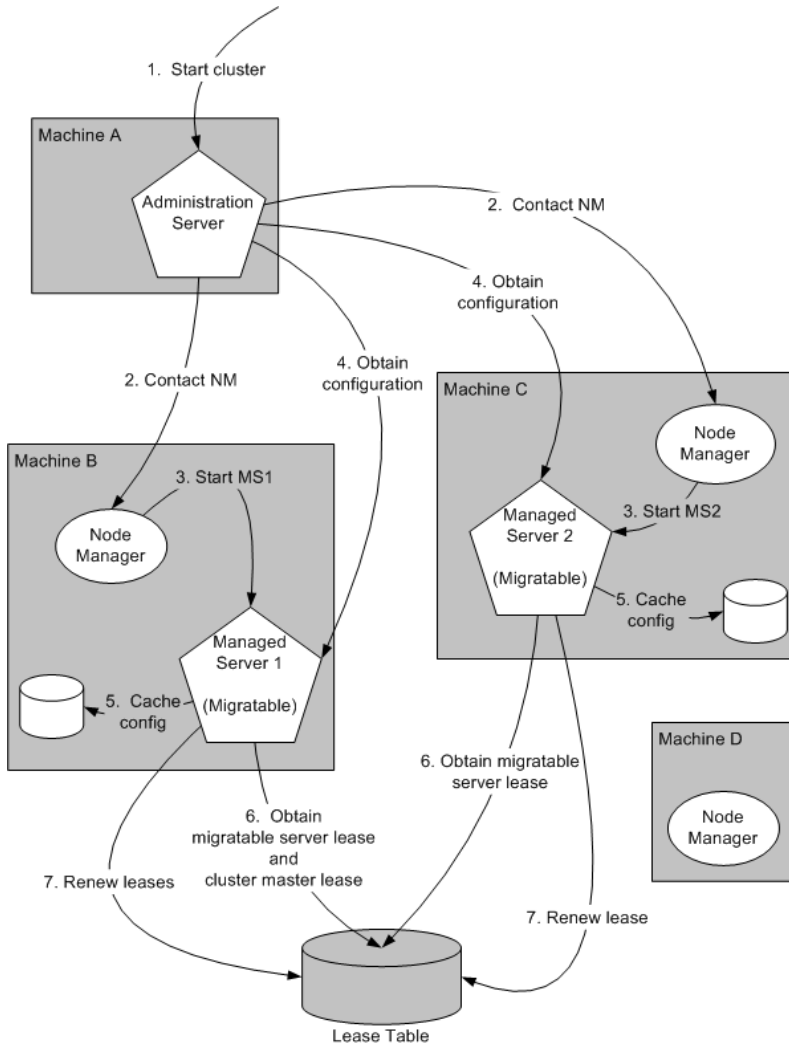 1. Start cluster
Machine A
Administration
Server
2. Contact NM
4. Obtain
configuration
2. Contact NM
4. Obtain
configuration
Machine C
Node
Manager
3. Start MS2
Managed
Server 2
(Migratable)
5. Cache
config
Machine B
3. Start MS1
Node
Manager
Managed
Server 1
(Migratable)
5. Cache
config
Machine D
Node
Manager
6. Obtain migratable
server lease
6. Obtain
migratable server lease
and
cluster master lease
7. Renew leases
7. Renew lease
Lease Table